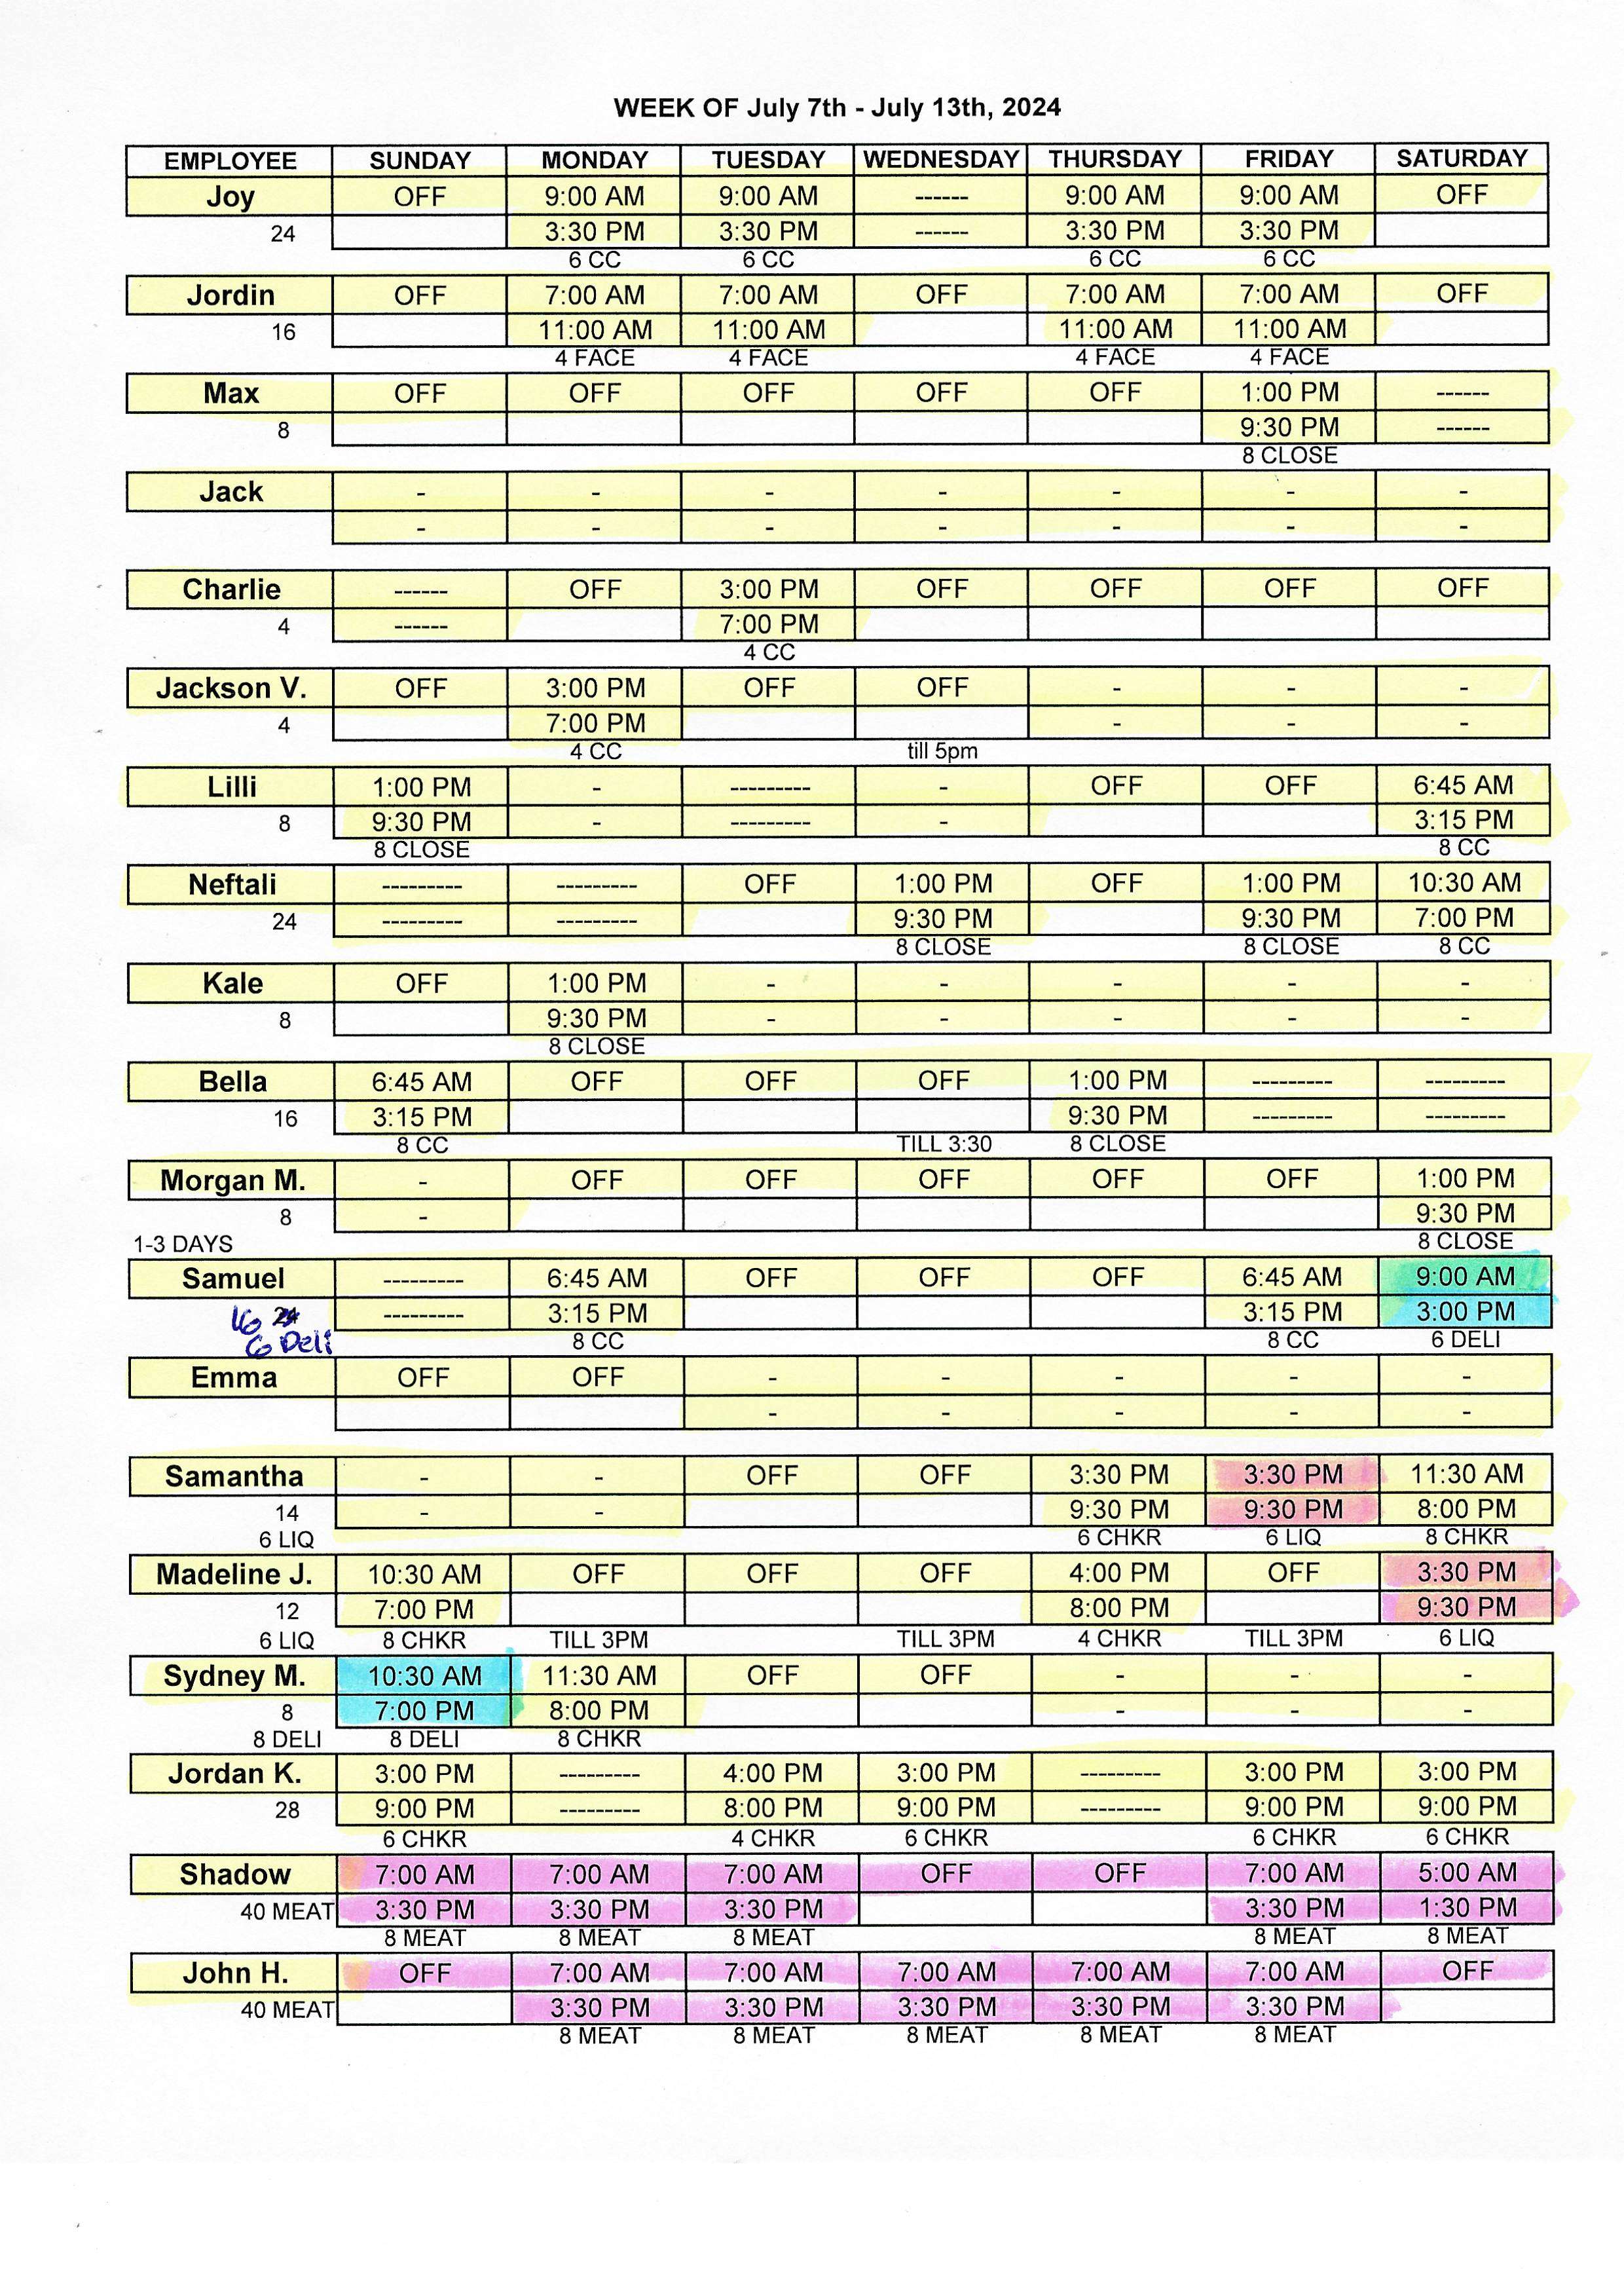 WEEK OF July 7th - July 13th, 2024
EMPLOYEE SUNDAY MONDAY TUESDAY WEDNESDAY THURSDAY FRIDAY SATURDAY
Joy OFF 9:00 AM 9:00 AM ------ 9:00 AM 9:00 AM OFF
24 3:30 PM 3:30 PM ------ 3:30 PM 3:30 PM
6 CC 6 CC 6 CC 6 CC
Jordin OFF 7:00 AM 7:00 AM OFF 7:00 AM 7:00 AM OFF
16 11:00 AM 11:00 AM 11:00 AM 11:00 AM
4 FACE 4 FACE 4 FACE 4 FACE
Max OFF OFF OFF OFF OFF 1:00 PM ------
8 9:30 PM ------
8 CLOSE
Jack - - - - - - -
- - - - - - -
Charlie ------ OFF 3:00 PM OFF OFF OFF OFF
4 ------ 7:00 PM
4 CC
Jackson V. OFF 3:00 PM OFF OFF - - -
4 7:00 PM - - -
4 CC till 5pm
Lilli 1:00 PM - --------- - OFF OFF 6:45 AM
8 9:30 PM - --------- - 3:15 PM
8 CLOSE 8 CC
Neftali --------- --------- OFF 1:00 PM OFF 1:00 PM 10:30 AM
24 --------- --------- 9:30 PM 9:30 PM 7:00 PM
8 CLOSE 8 CLOSE 8 CC
Kale OFF 1:00 PM - - - - -
8 9:30 PM - - - - -
8 CLOSE
Bella 6:45 AM OFF OFF OFF 1:00 PM --------- ---------
16 3:15 PM 9:30 PM --------- ---------
8 CC TILL 3:30 8 CLOSE
Morgan M. - OFF OFF OFF OFF OFF 1:00 PM
8 - 9:30 PM
1-3 DAYS 8 CLOSE
Samuel --------- 6:45 AM OFF OFF OFF 6:45 AM 9:00 AM
16 24 --------- 3:15 PM 3:15 PM 3:00 PM
6 Deli 8 CC 8 CC 6 DELI
Emma OFF OFF - - - - -
- - - - -
Samantha - - OFF OFF 3:30 PM 3:30 PM 11:30 AM
14 - - 9:30 PM 9:30 PM 8:00 PM
6 LIQ 6 CHKR 6 LIQ 8 CHKR
Madeline J. 10:30 AM OFF OFF OFF 4:00 PM OFF 3:30 PM
12 7:00 PM 8:00 PM 9:30 PM
6 LIQ 8 CHKR TILL 3PM TILL 3PM 4 CHKR TILL 3PM 6 LIQ
Sydney M. 10:30 AM 11:30 AM OFF OFF - - -
8 7:00 PM 8:00 PM - - -
8 DELI 8 DELI 8 CHKR
Jordan K. 3:00 PM --------- 4:00 PM 3:00 PM --------- 3:00 PM 3:00 PM
28 9:00 PM --------- 8:00 PM 9:00 PM --------- 9:00 PM 9:00 PM
6 CHKR 4 CHKR 6 CHKR 6 CHKR 6 CHKR
Shadow 7:00 AM 7:00 AM 7:00 AM OFF OFF 7:00 AM 5:00 AM
40 MEAT 3:30 PM 3:30 PM 3:30 PM 3:30 PM 1:30 PM
8 MEAT 8 MEAT 8 MEAT 8 MEAT 8 MEAT
John H. OFF 7:00 AM 7:00 AM 7:00 AM 7:00 AM 7:00 AM OFF
40 MEAT 3:30 PM 3:30 PM 3:30 PM 3:30 PM 3:30 PM
8 MEAT 8 MEAT 8 MEAT 8 MEAT 8 MEAT